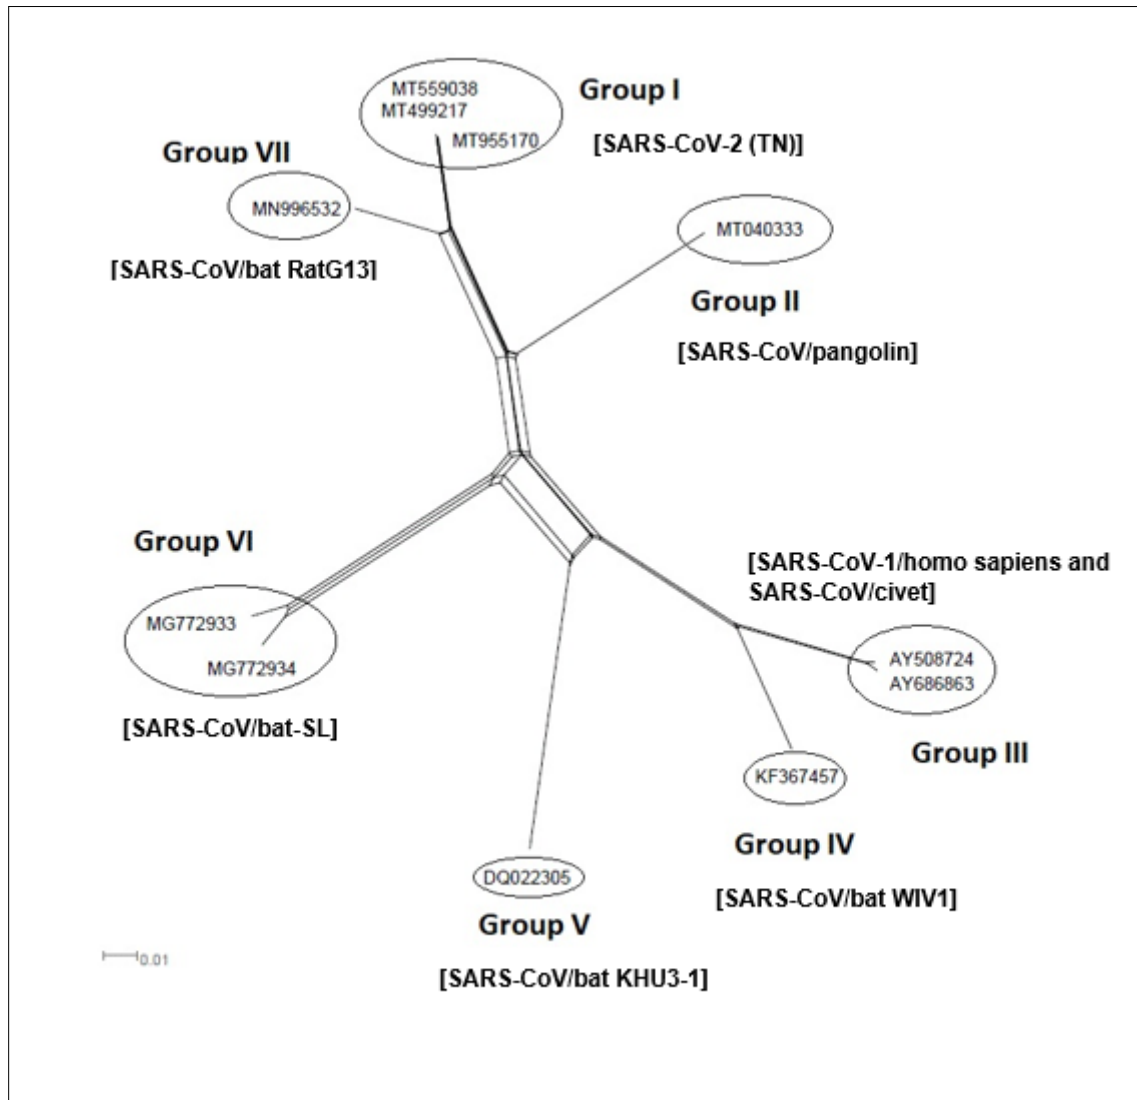 MT559038
MT499217
MT955170
Group I
[SARS-CoV-2 (TN)]
Group VII
MN996532
[SARS-CoV/bat RatG13]
MT040333
Group II
[SARS-CoV/pangolin]
Group VI
MG772933
MG772934
[SARS-CoV/bat-SL]
[SARS-CoV-1/homo sapiens and
SARS-CoV/civet]
AY508724
AY686863
Group III
KF367457
Group IV
[SARS-CoV/bat WIV1]
DQ022305
Group V
[SARS-CoV/bat KHU3-1]
0.01